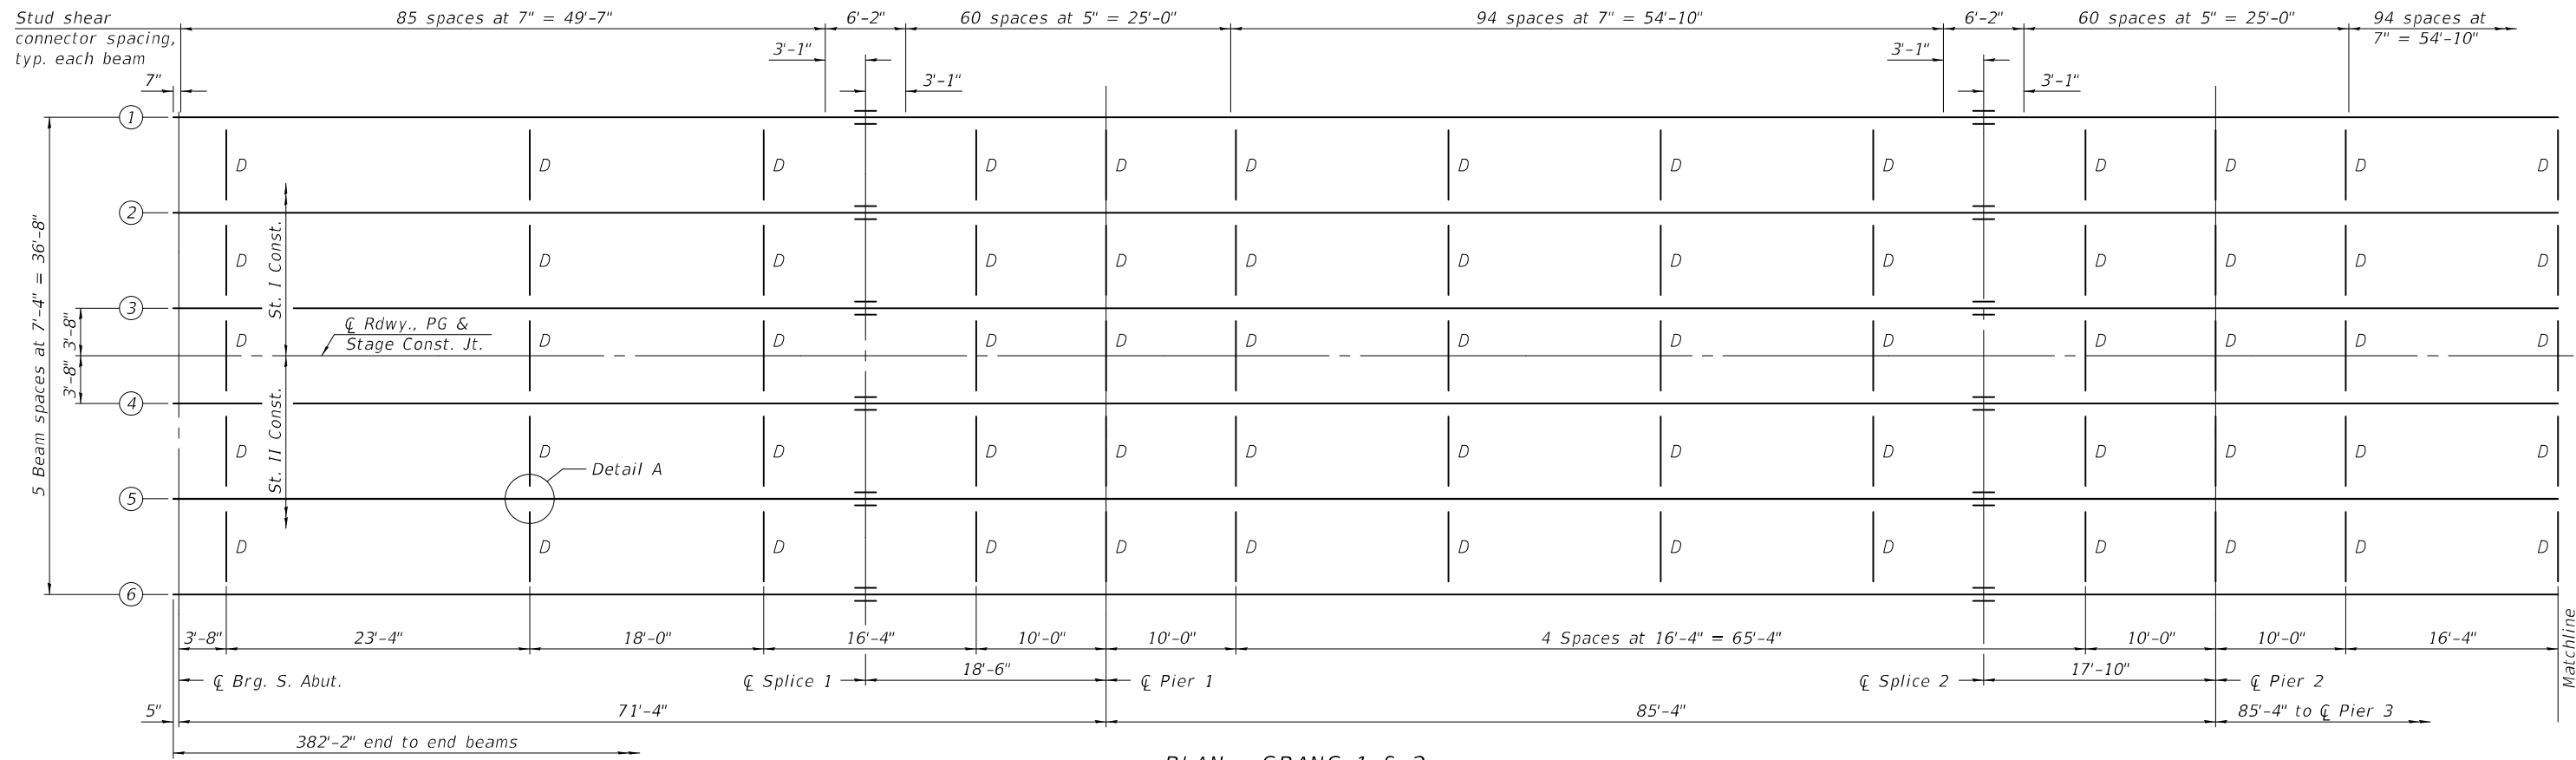 Stud shear
connector spacing,
typ. each beam
85 spaces at 7" = 49'-7"
6'-2"
60 spaces at 5" = 25'-0"
94 spaces at 7" = 54'-10"
6'-2"
60 spaces at 5" = 25'-0"
94 spaces at
7" = 54'-10"
3'-1"
3'-1"
7"
3'-1"
3'-1"
1
D D D D D D D D D D D D D
2
D D D D D D D D D D D D D
3
D D D D D D D D D D D D D
4
D D D D D D D D D D D D D
5
D D D D D D D D D D D D D
6
5 Beam spaces at 7'-4" = 36'-8"
3'-8"
3'-8"
St. I Const.
St. II Const.
℄ Rdwy., PG &
Stage Const. Jt.
Detail A
3'-8"
23'-4"
18'-0"
16'-4"
10'-0"
10'-0"
4 Spaces at 16'-4" = 65'-4"
10'-0"
10'-0"
16'-4"
Matchline
℄ Brg. S. Abut.
℄ Splice 1
18'-6"
℄ Pier 1
℄ Splice 2
17'-10"
℄ Pier 2
5"
71'-4"
85'-4"
85'-4" to ℄ Pier 3
382'-2" end to end beams